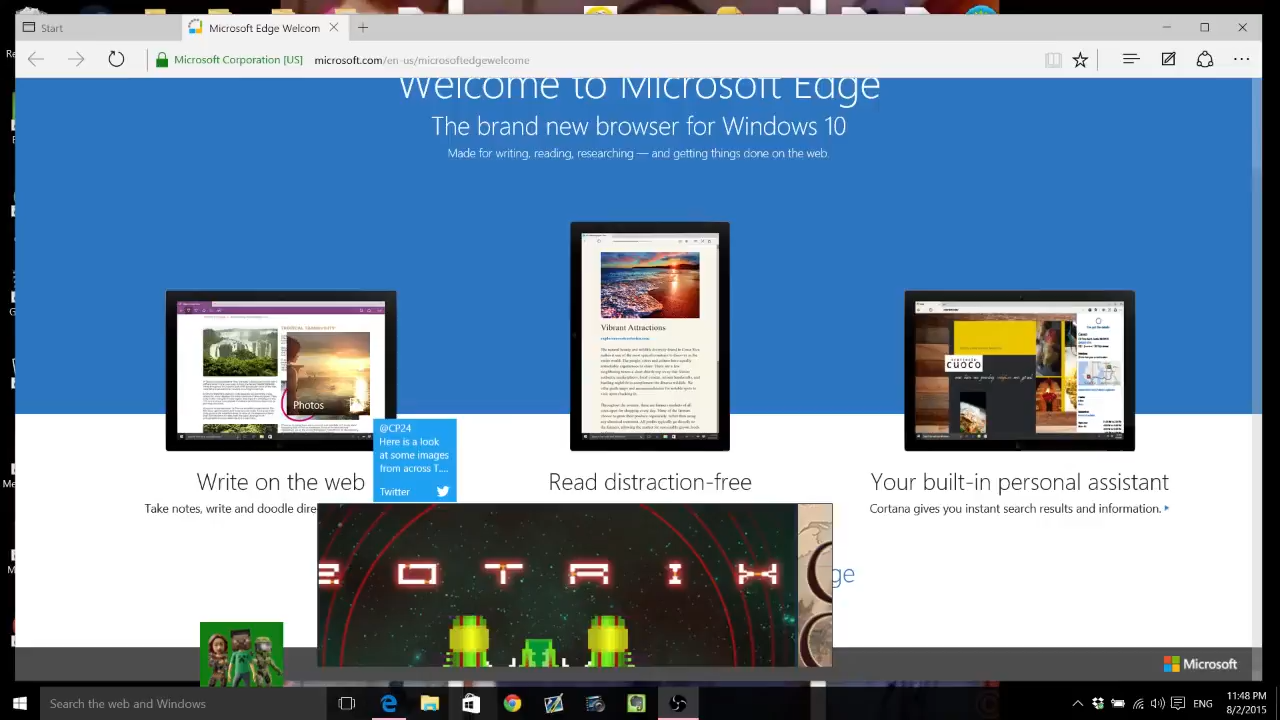 Start
Microsoft Edge Welcom
Microsoft Corporation [US]
microsoft.com/en-us/microsoftedgewelcome
Welcome to Microsoft Edge
The brand new browser for Windows 10
Made for writing, reading, researching — and getting things done on the web.
Vibrant Attractions
CUOCO
Photos
@CP24
Here is a look
at some images
from across T....
Twitter
Write on the web
Take notes, write and doodle dire
Read distraction-free
Your built-in personal assistant
Cortana gives you instant search results and information.
OTRIX
ge
Microsoft
Search the web and Windows
ENG
11:48 PM
8/2/2015